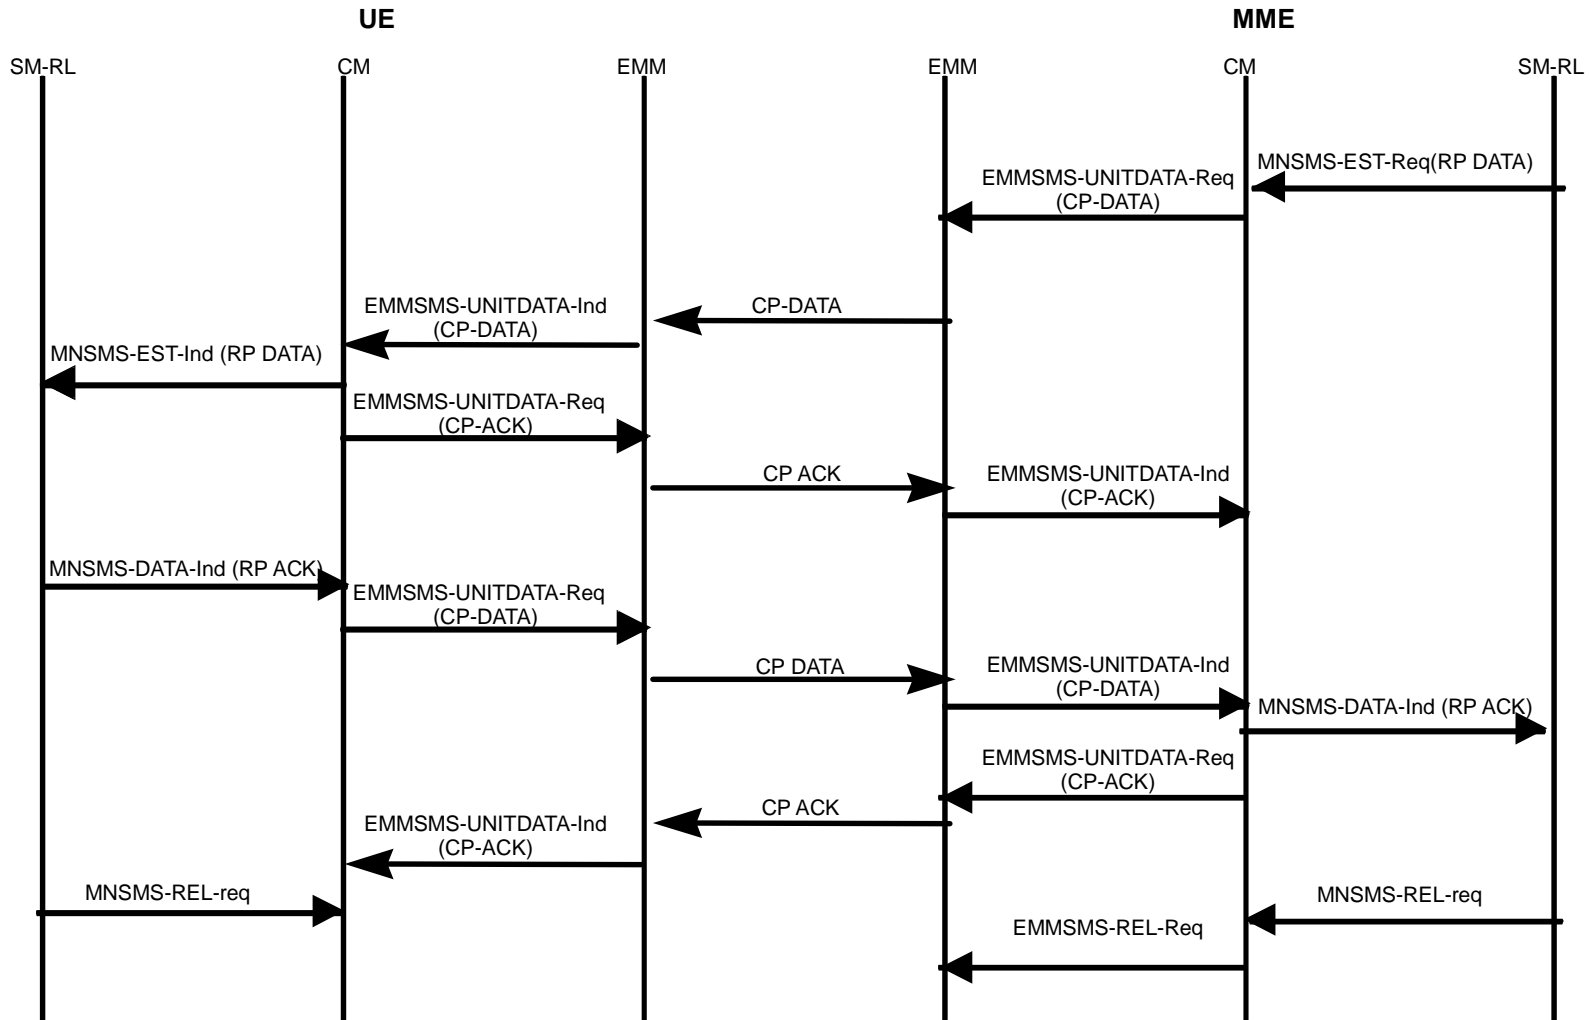 UE
MME
SM-RL
CM
EMM
EMM
CM
SM-RL
MNSMS-EST-Req(RP DATA)
EMMSMS-UNITDATA-Req
(CP-DATA)
CP-DATA
EMMSMS-UNITDATA-Ind
(CP-DATA)
MNSMS-EST-Ind (RP DATA)
EMMSMS-UNITDATA-Req
(CP-ACK)
CP ACK
EMMSMS-UNITDATA-Ind
(CP-ACK)
MNSMS-DATA-Ind (RP ACK)
EMMSMS-UNITDATA-Req
(CP-DATA)
CP DATA
EMMSMS-UNITDATA-Ind
(CP-DATA)
MNSMS-DATA-Ind (RP ACK)
EMMSMS-UNITDATA-Req
(CP-ACK)
CP ACK
EMMSMS-UNITDATA-Ind
(CP-ACK)
MNSMS-REL-req
MNSMS-REL-req
EMMSMS-REL-Req